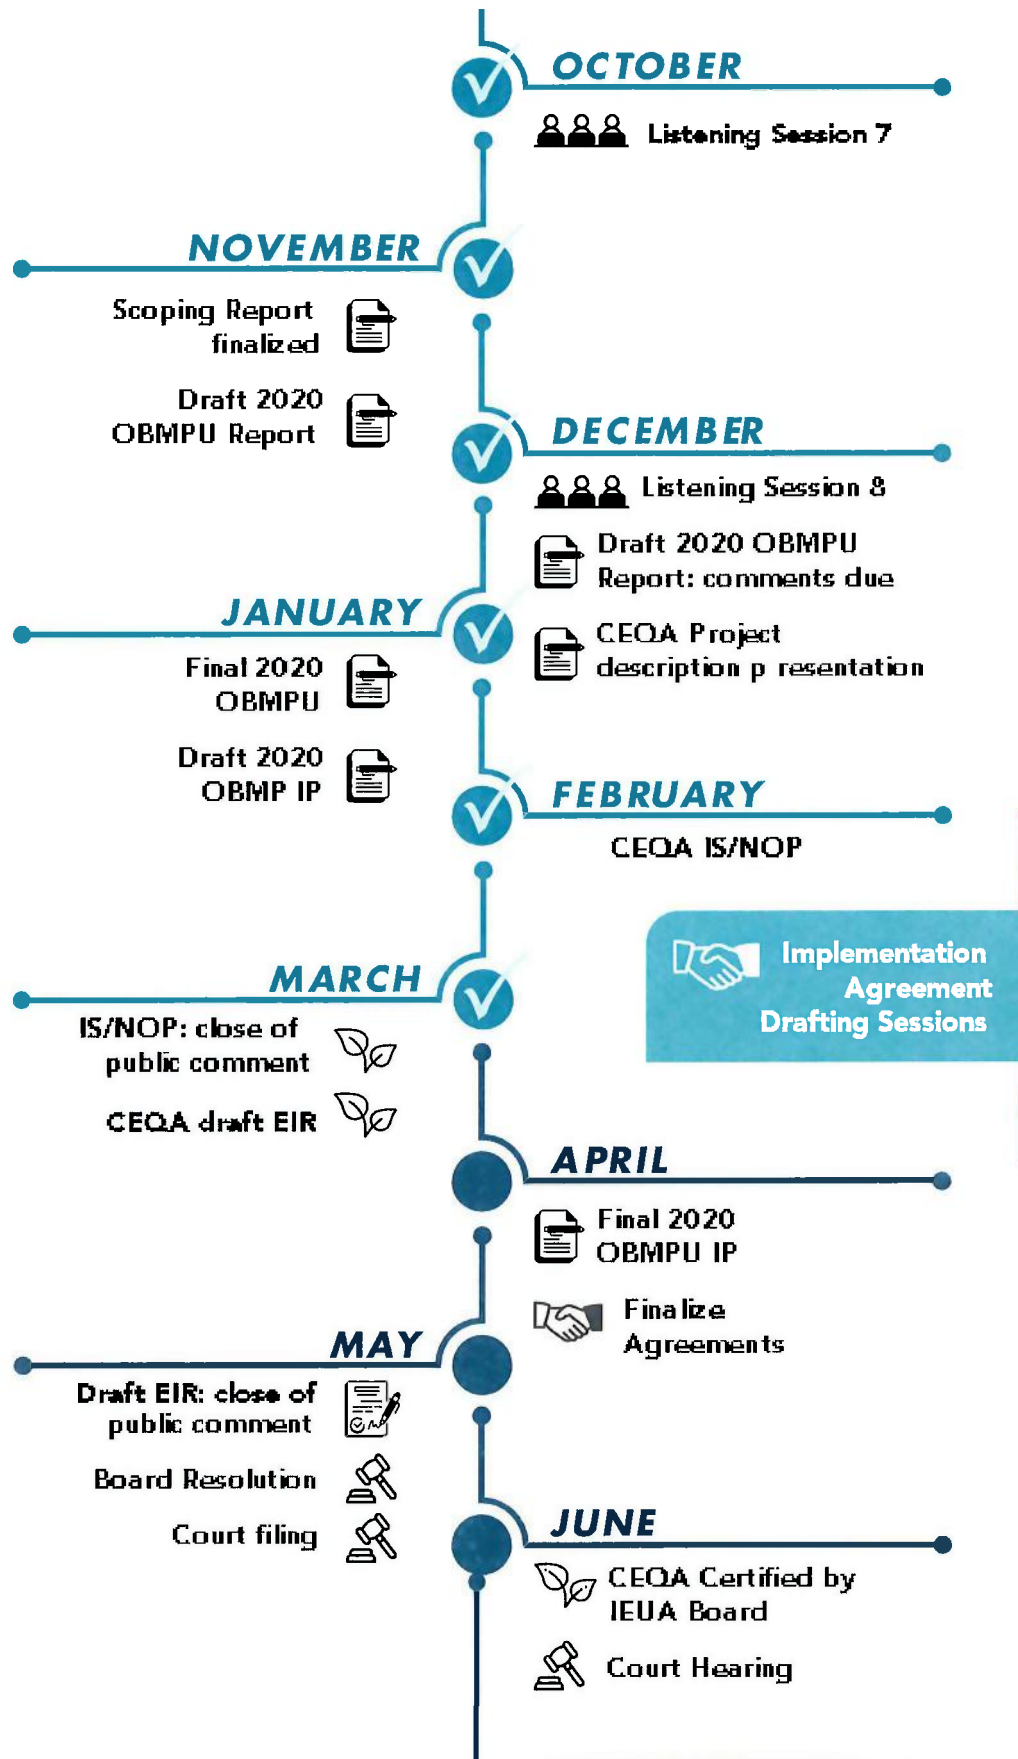 OCTOBER
Listening Session 7
NOVEMBER
Scoping Report
finalized
Draft 2020
OBMPU Report
DECEMBER
Listening Session 8
Draft 2020 OBMPU
Report: comments due
CEQA Project
description p resentation
JANUARY
Final 2020
OBMPU
Draft 2020
OBMP IP
FEBRUARY
CEQA IS/NOP
Implementation
Agreement
Drafting Sessions
MARCH
IS/NOP: close of
public comment
CEQA draft EIR
APRIL
Final 2020
OBMPU IP
Finalize
Agreements
MAY
Draft EIR: close of
public comment
Board Resolution
Court filing
JUNE
CEQA Certified by
IEUA Board
Court Hearing